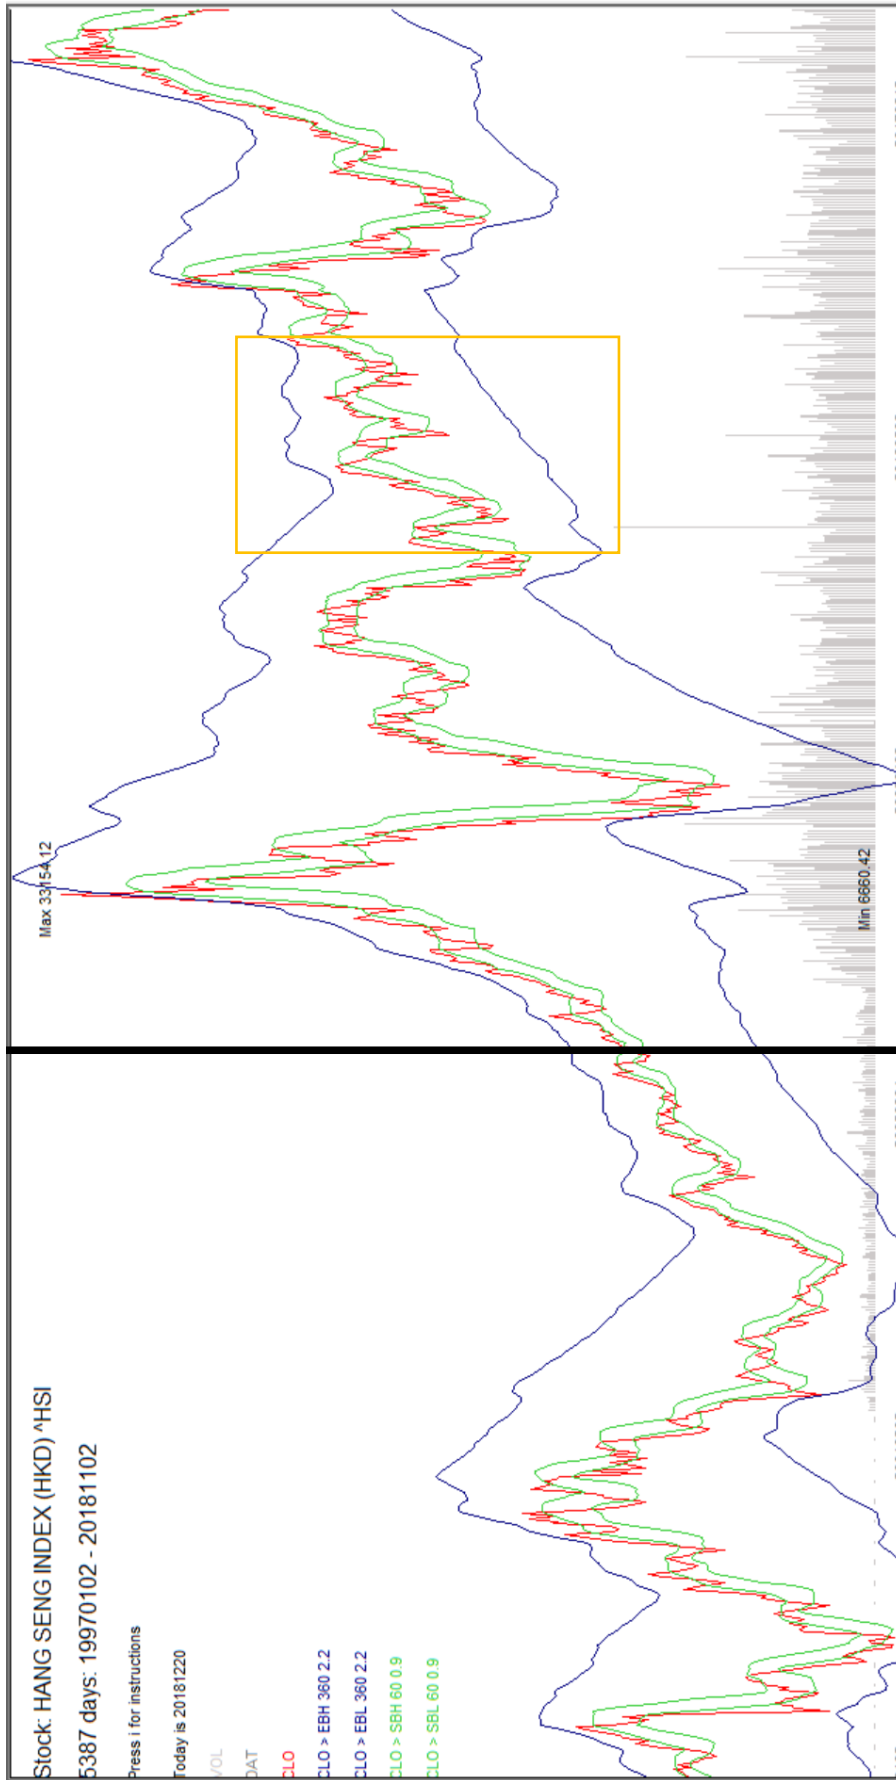 Stock: HANG SENG INDEX (HKD) ^HSI
5387 days: 19970102 - 20181102
Press i for instructions
Today is 20181220
VOL
DAT
CLO
CLO > EBH 360 2.2
CLO > EBL 360 2.2
CLO > SBH 60 0.9
CLO > SBL 60 0.9
Max 33154.12
Min 6660.42